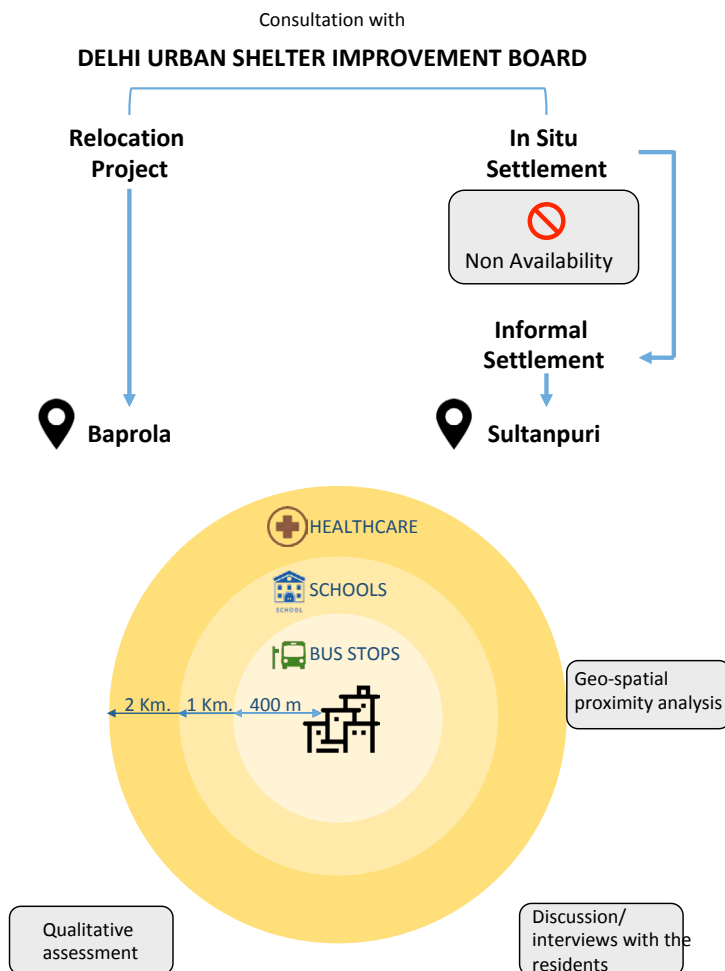 Consultation with
DELHI URBAN SHELTER IMPROVEMENT BOARD
Relocation
Project
In Situ
Settlement
Non Availability
Informal
Settlement
Baprola
Sultanpuri
HEALTHCARE
SCHOOLS
SCHOOL
BUS STOPS
2 Km. 1 Km. 400 m
Geo-spatial
proximity analysis
Qualitative
assessment
Discussion/
interviews with the
residents